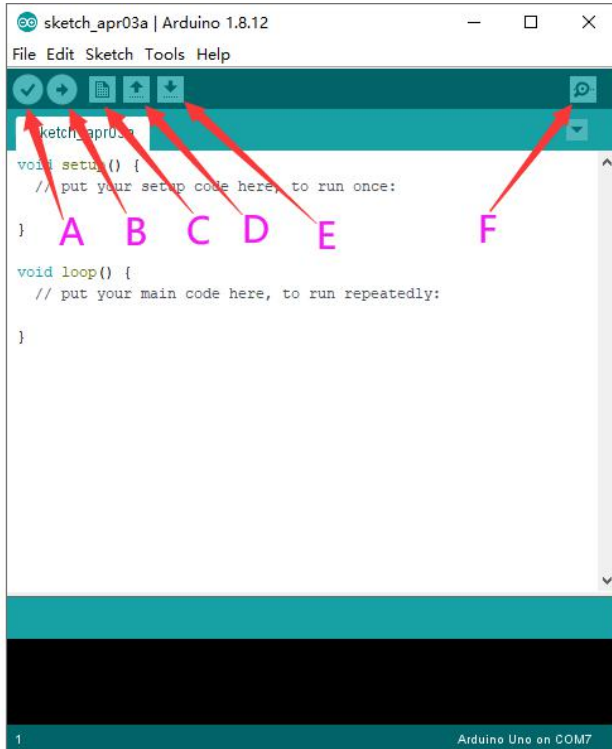 sketch_apr03a | Arduino 1.8.12
File Edit Sketch Tools Help
sketch_apr03a
void setup() {
// put your setup code here, to run once:
}
void loop() {
// put your main code here, to run repeatedly:
}
A B C D E F
1 Arduino Uno on COM7